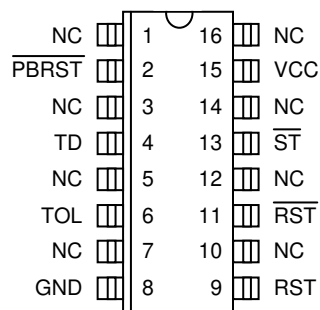 NC 1 16 NC
PBRST 2 15 VCC
NC 3 14 NC
TD 4 13 ST
NC 5 12 NC
TOL 6 11 RST
NC 7 10 NC
GND 8 9 RST